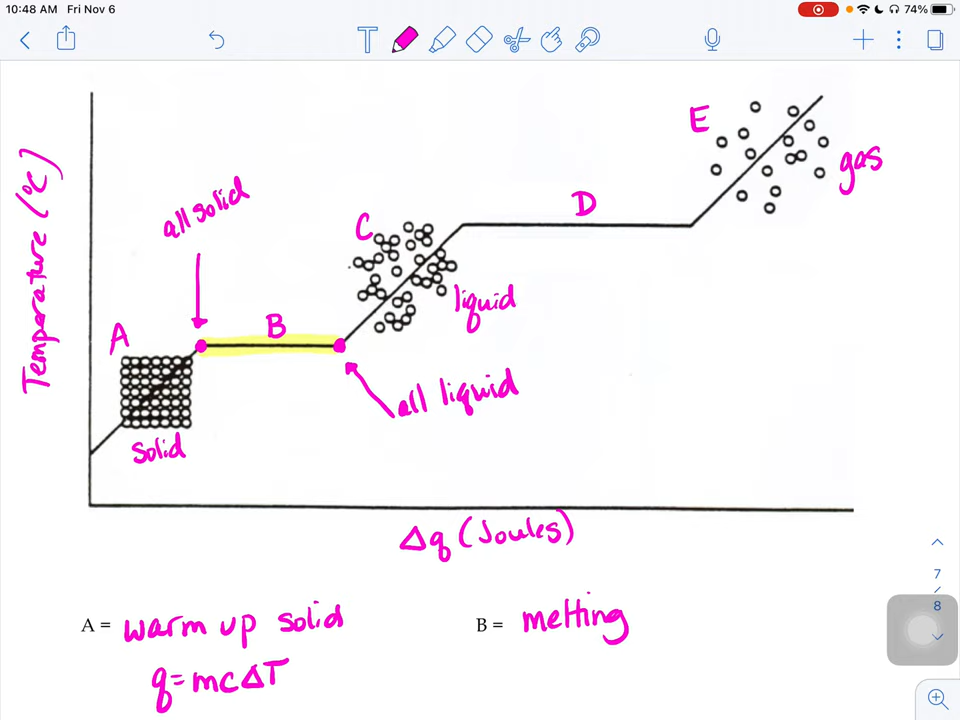 10:48 AM Fri Nov 6
74%
T
E
gas
D
Temperature (°C)
all solid
C
liquid
B
A
all liquid
solid
Δq (Joules)
7
/
8
A = warm up solid
B = melting
q = mcΔT